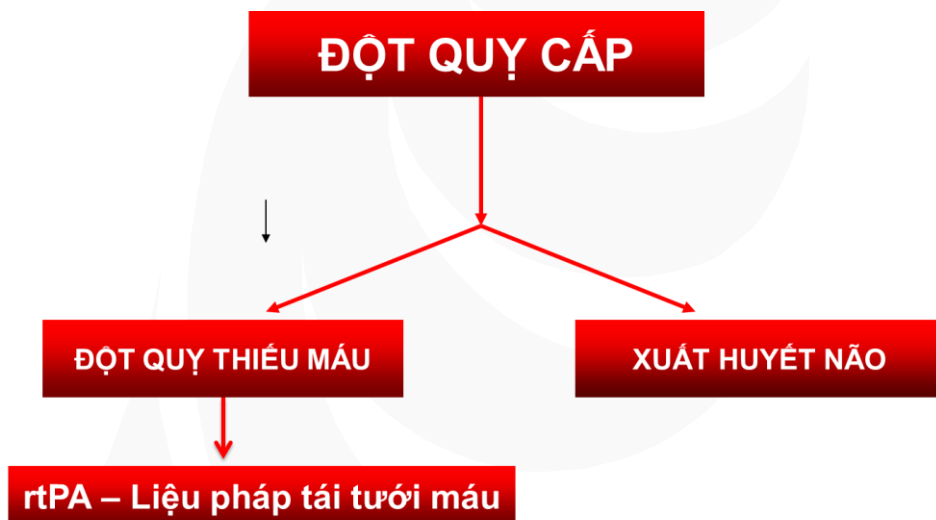 ĐỘT QUỴ CẤP
ĐỘT QUỴ THIẾU MÁU
XUẤT HUYẾT NÃO
rtPA – Liệu pháp tái tưới máu